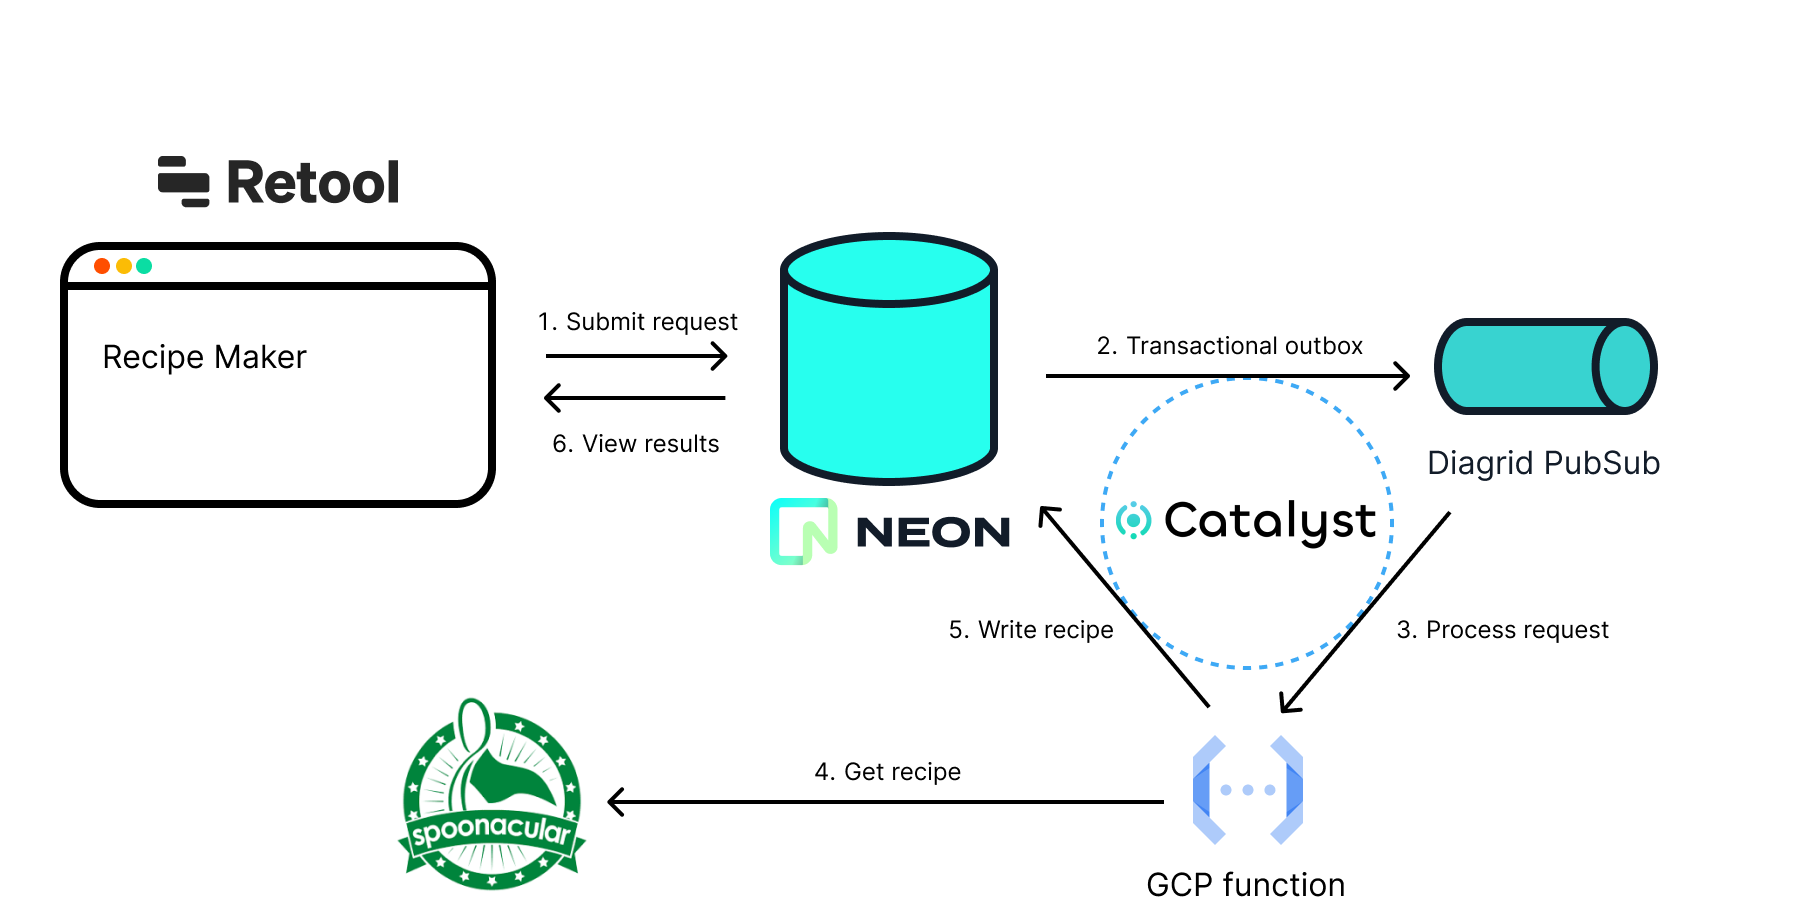 Retool
Recipe Maker
1. Submit request
6. View results
NEON
2. Transactional outbox
Diagrid PubSub
Catalyst
5. Write recipe
3. Process request
4. Get recipe
spoonacular
GCP function